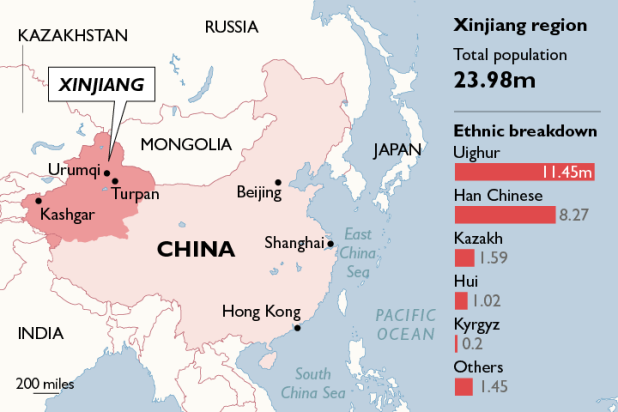 KAZAKHSTAN
RUSSIA
XINJIANG
MONGOLIA
JAPAN
Urumqi
Turpan
Kashgar
Beijing
CHINA
Shanghai
East
China
Sea
Hong Kong
PACIFIC
OCEAN
INDIA
South
China Sea
200 miles
Xinjiang region
Total population
23.98m
Ethnic breakdown
Uighur
11.45m
Han Chinese
8.27
Kazakh
1.59
Hui
1.02
Kyrgyz
0.2
Others
1.45